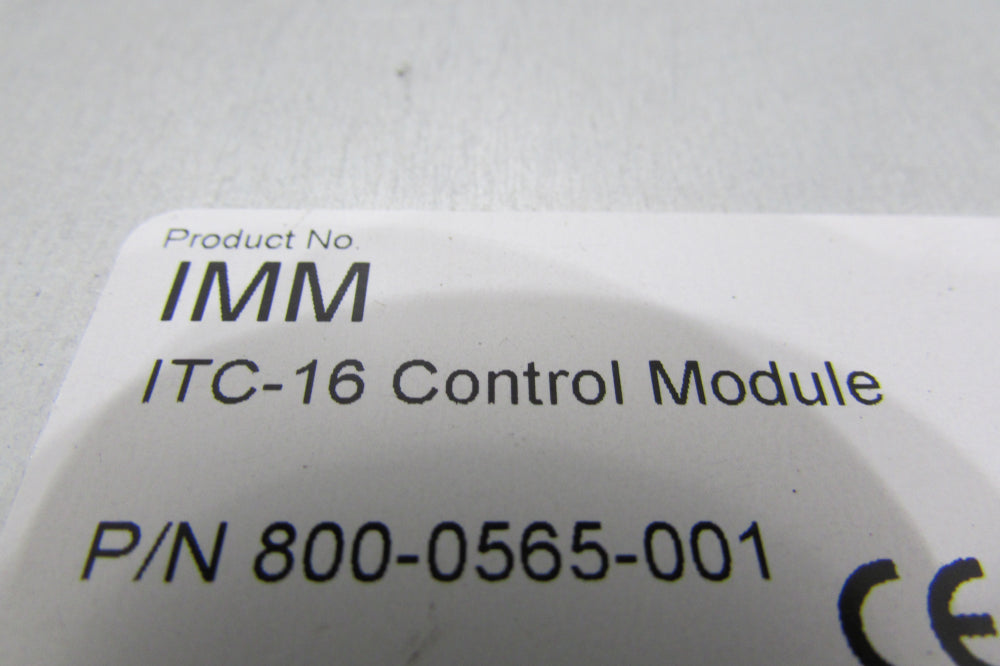 Product No.
IMM
ITC-16 Control Module
P/N 800-0565-001
CE